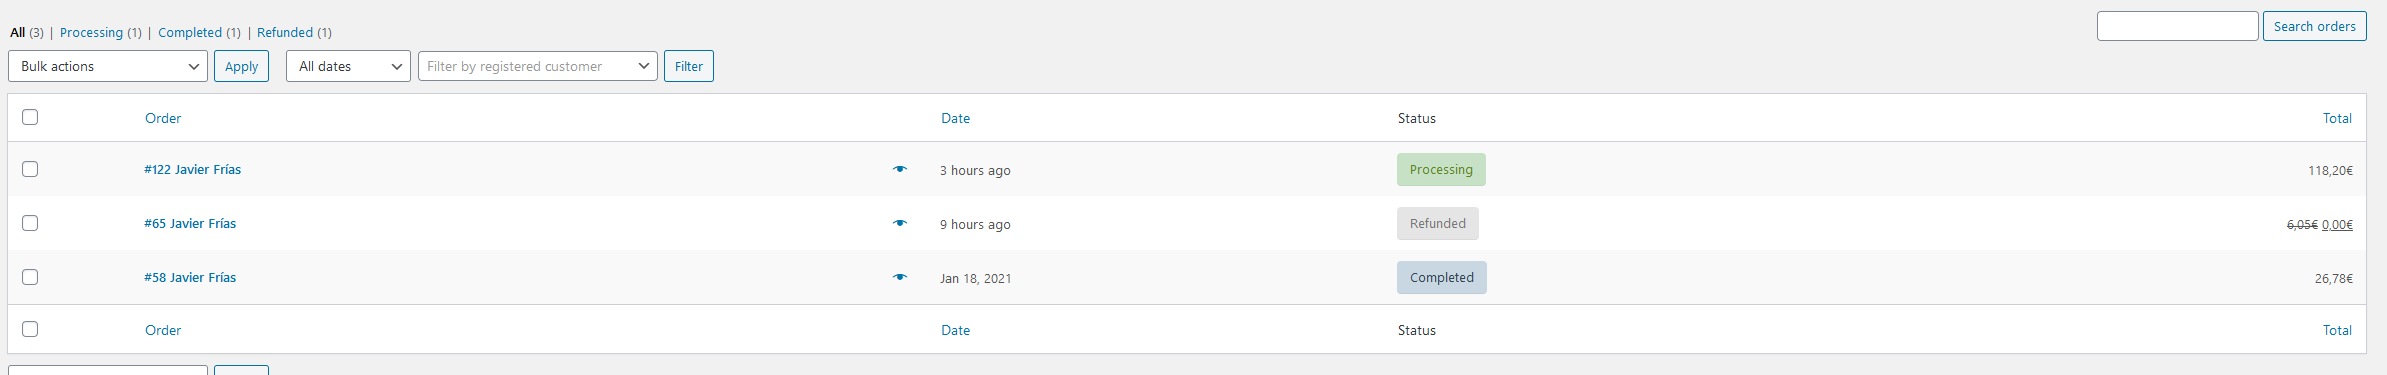 All (3) | Processing (1) | Completed (1) | Refunded (1)
Search orders
Bulk actions Apply All dates Filter by registered customer Filter
Order Date Status Total
#122 Javier Frías 3 hours ago Processing 118,20€
#65 Javier Frías 9 hours ago Refunded 6,05€ 0,00€
#58 Javier Frías Jan 18, 2021 Completed 26,78€
Order Date Status Total